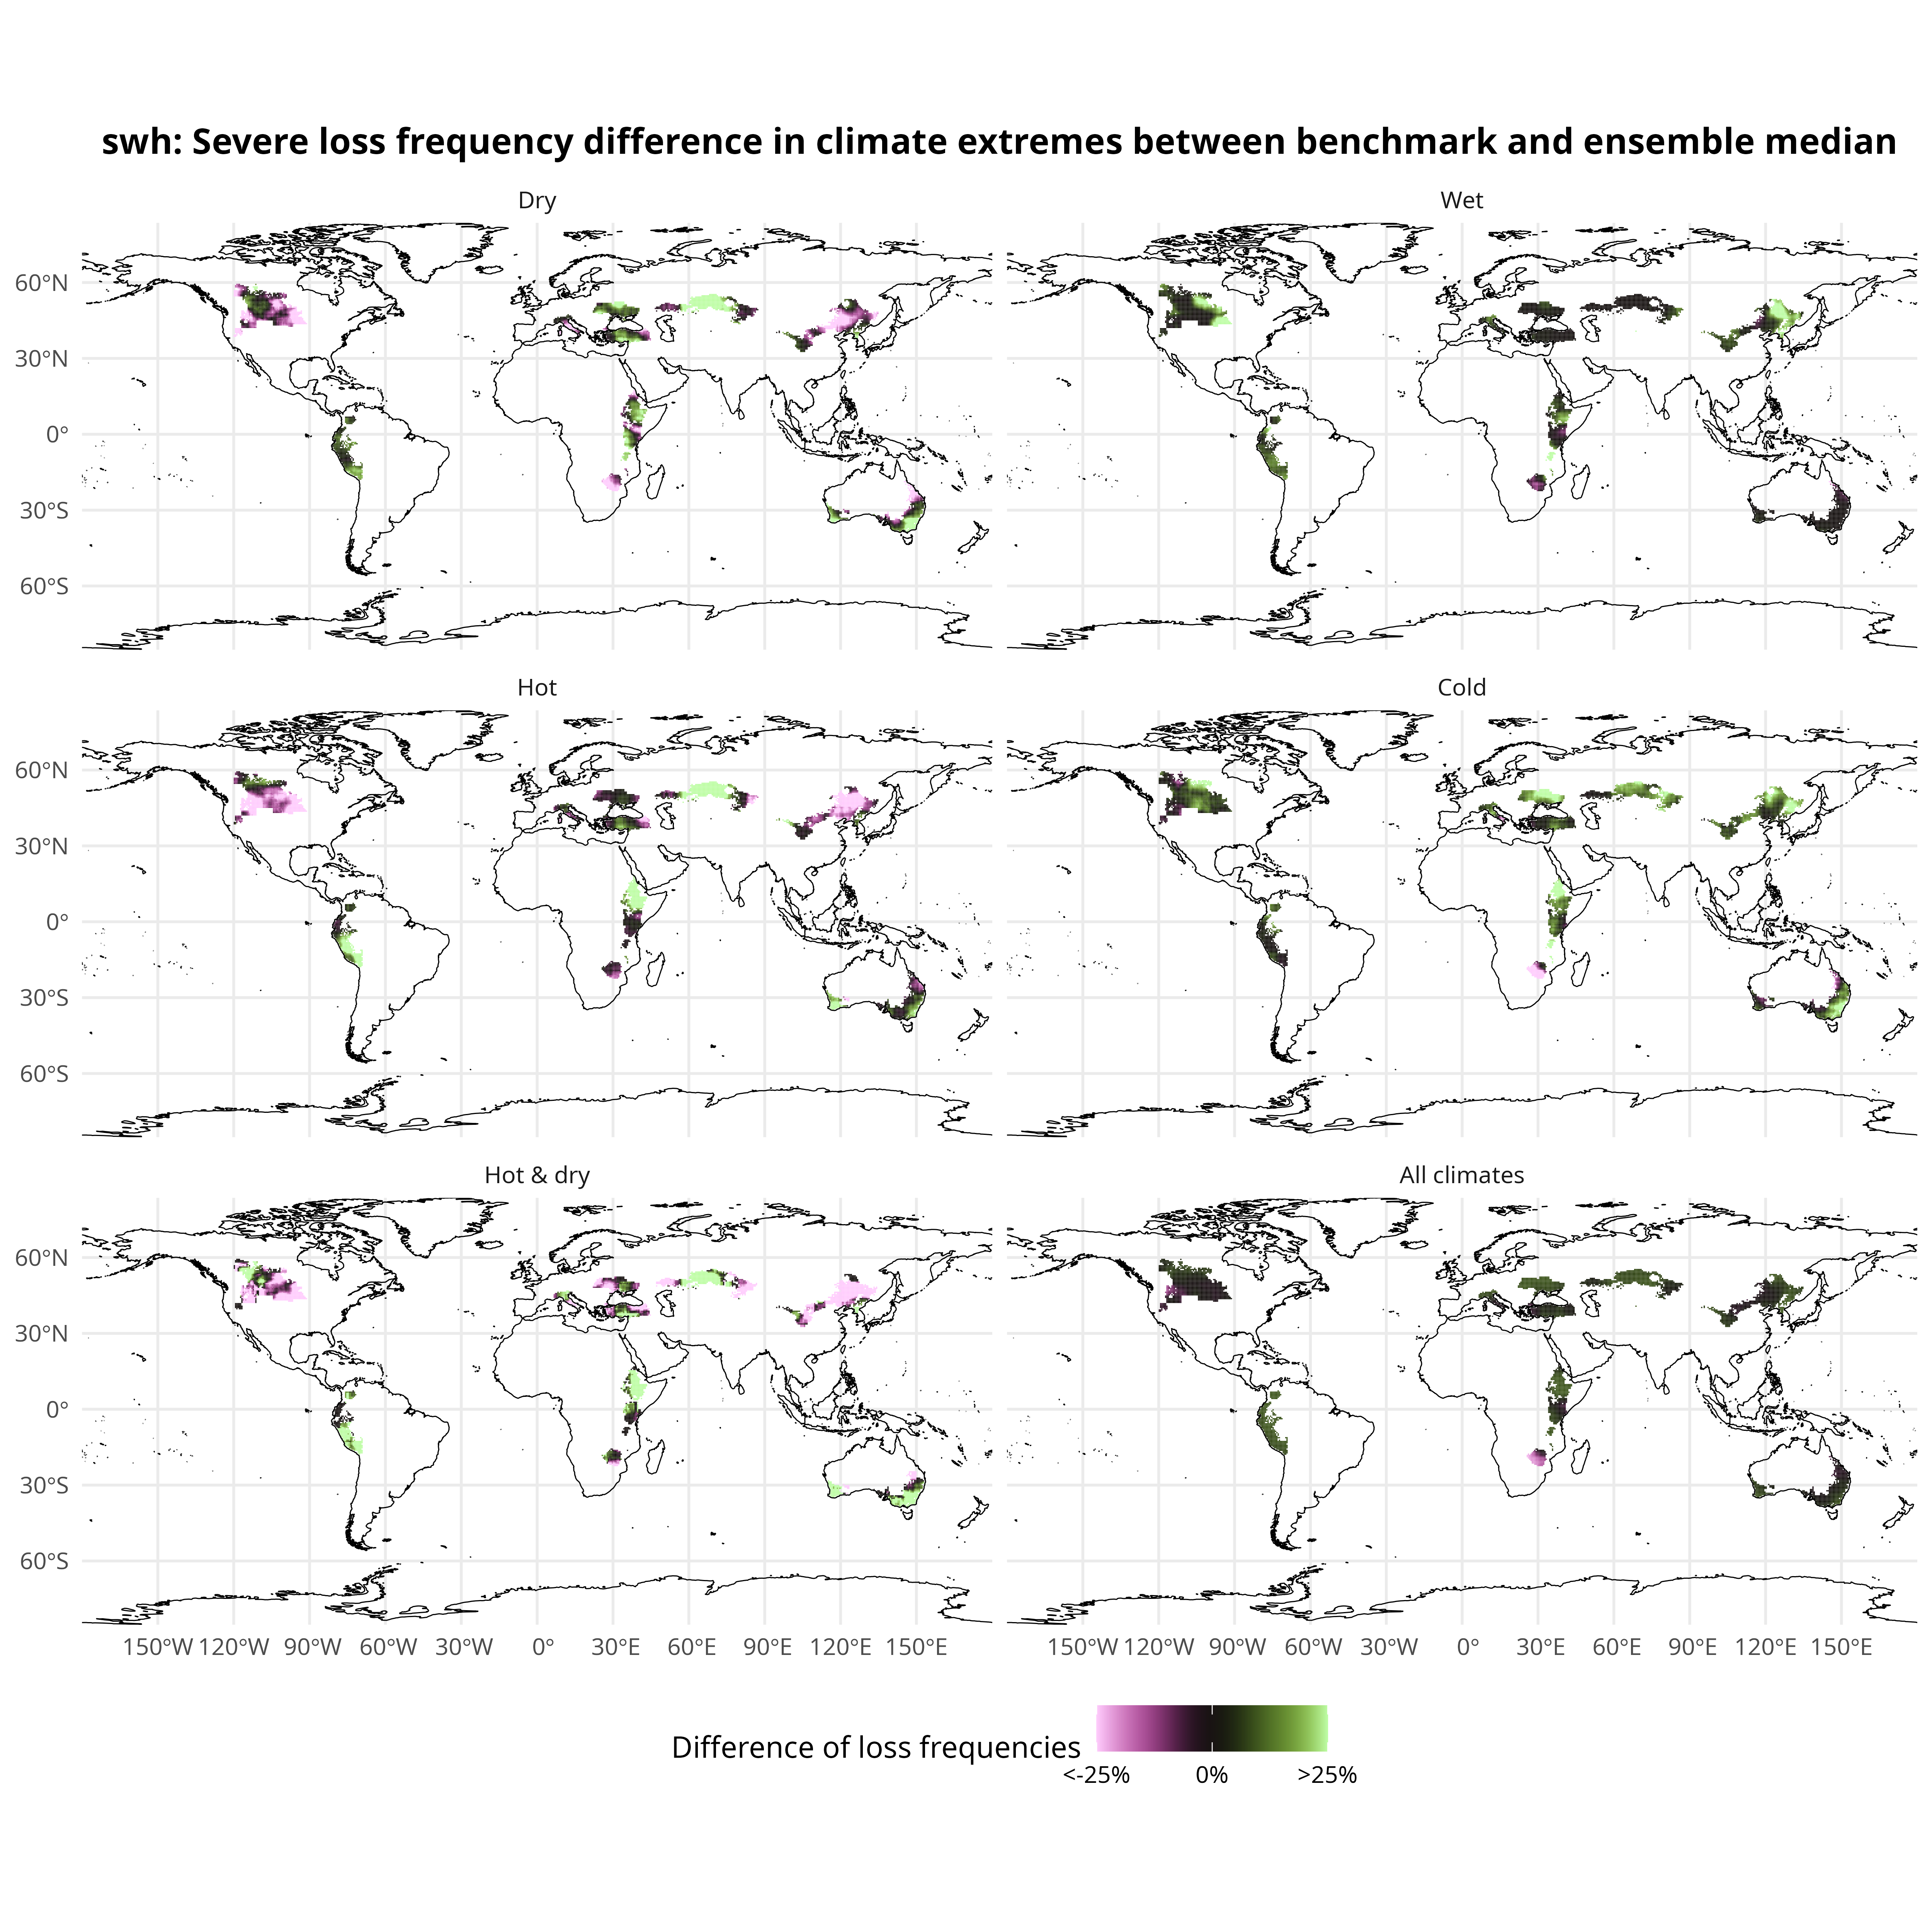 swh: Severe loss frequency difference in climate extremes between benchmark and ensemble median
Dry
Wet
60°N
30°N
0°
30°S
60°S
Hot
Cold
60°N
30°N
0°
30°S
60°S
Hot & dry
All climates
60°N
30°N
0°
30°S
60°S
150°W 120°W 90°W 60°W 30°W 0° 30°E 60°E 90°E 120°E 150°E
150°W 120°W 90°W 60°W 30°W 0° 30°E 60°E 90°E 120°E 150°E
Difference of loss frequencies
<-25% 0% >25%